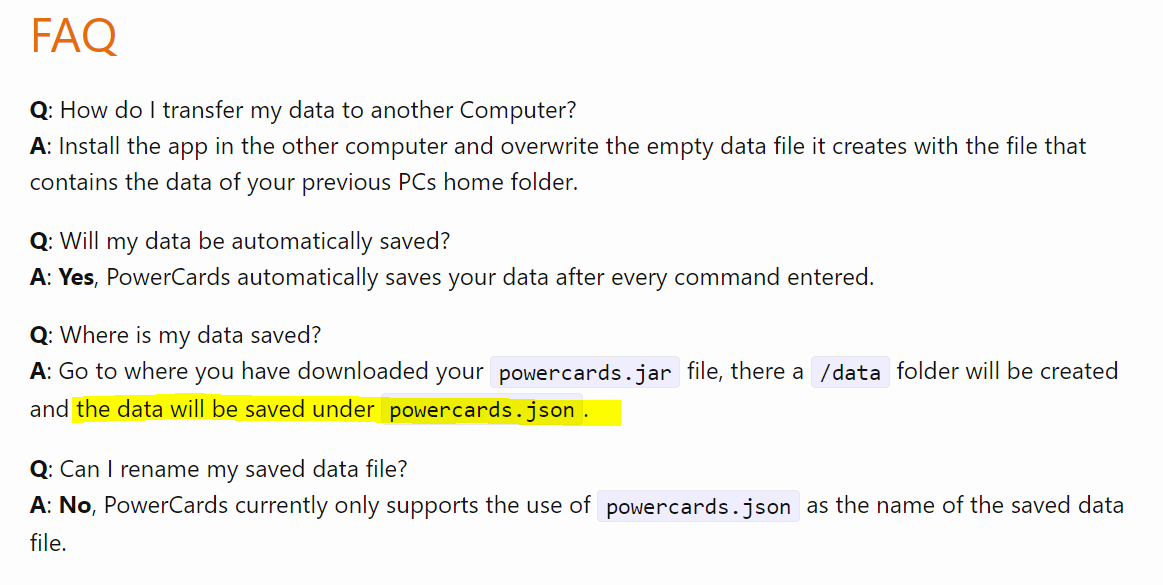 FAQ
Q: How do I transfer my data to another Computer?
A: Install the app in the other computer and overwrite the empty data file it creates with the file that
contains the data of your previous PCs home folder.
Q: Will my data be automatically saved?
A: Yes, PowerCards automatically saves your data after every command entered.
Q: Where is my data saved?
A: Go to where you have downloaded your powercards.jar file, there a /data folder will be created
and the data will be saved under powercards.json.
Q: Can I rename my saved data file?
A: No, PowerCards currently only supports the use of powercards.json as the name of the saved data
file.